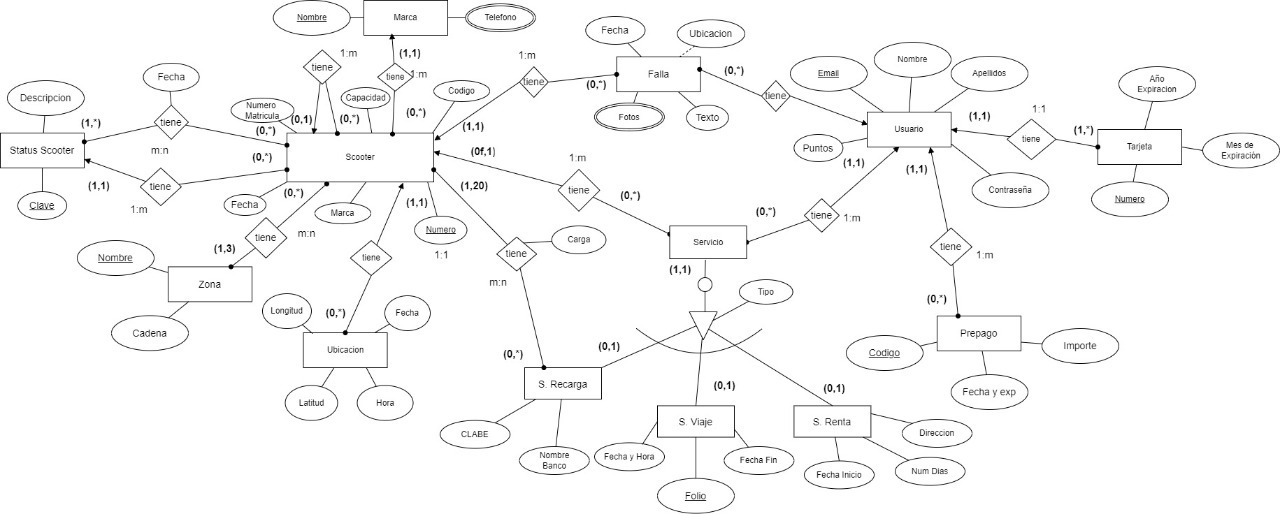 Nombre
Marca
Telefono
1:m
tiene
(1,1)
tiene
1:m
Fecha
Descripcion
Numero
Matricula
(0,1)
(0,*)
Capacidad
(0,*)
Codigo
1:m
tiene
(0,*)
(1,1)
Fecha
Ubicacion
Falla
Fotos
Texto
(0,*)
tiene
Email
Nombre
Apellidos
Usuario
Puntos
(1,1)
(1,1)
(1,1)
Contraseña
1:1
tiene
(1,*)
Año
Expiracion
Tarjeta
Mes de
Expiración
Numero
(1,*)
tiene
(0,*)
m:n
Status Scooter
Scooter
(0,*)
(1,1)
tiene
1:m
Clave
Fecha
(0,*)
Marca
(1,1)
Numero
1:1
(0f,1)
(1,20)
1:m
tiene
(0,*)
(0,*)
tiene
1:m
tiene
m:n
(1,3)
Nombre
Zona
Cadena
tiene
(0,*)
Longitud
Fecha
Ubicacion
Latitud
Hora
tiene
Carga
m:n
Servicio
(1,1)
Tipo
tiene
1:m
(0,*)
Prepago
Codigo
Importe
Fecha y exp
(0,*)
(0,1)
S. Recarga
CLABE
Nombre
Banco
(0,1)
S. Viaje
Fecha y Hora
Fecha Fin
Folio
(0,1)
S. Renta
Direccion
Num Dias
Fecha Inicio